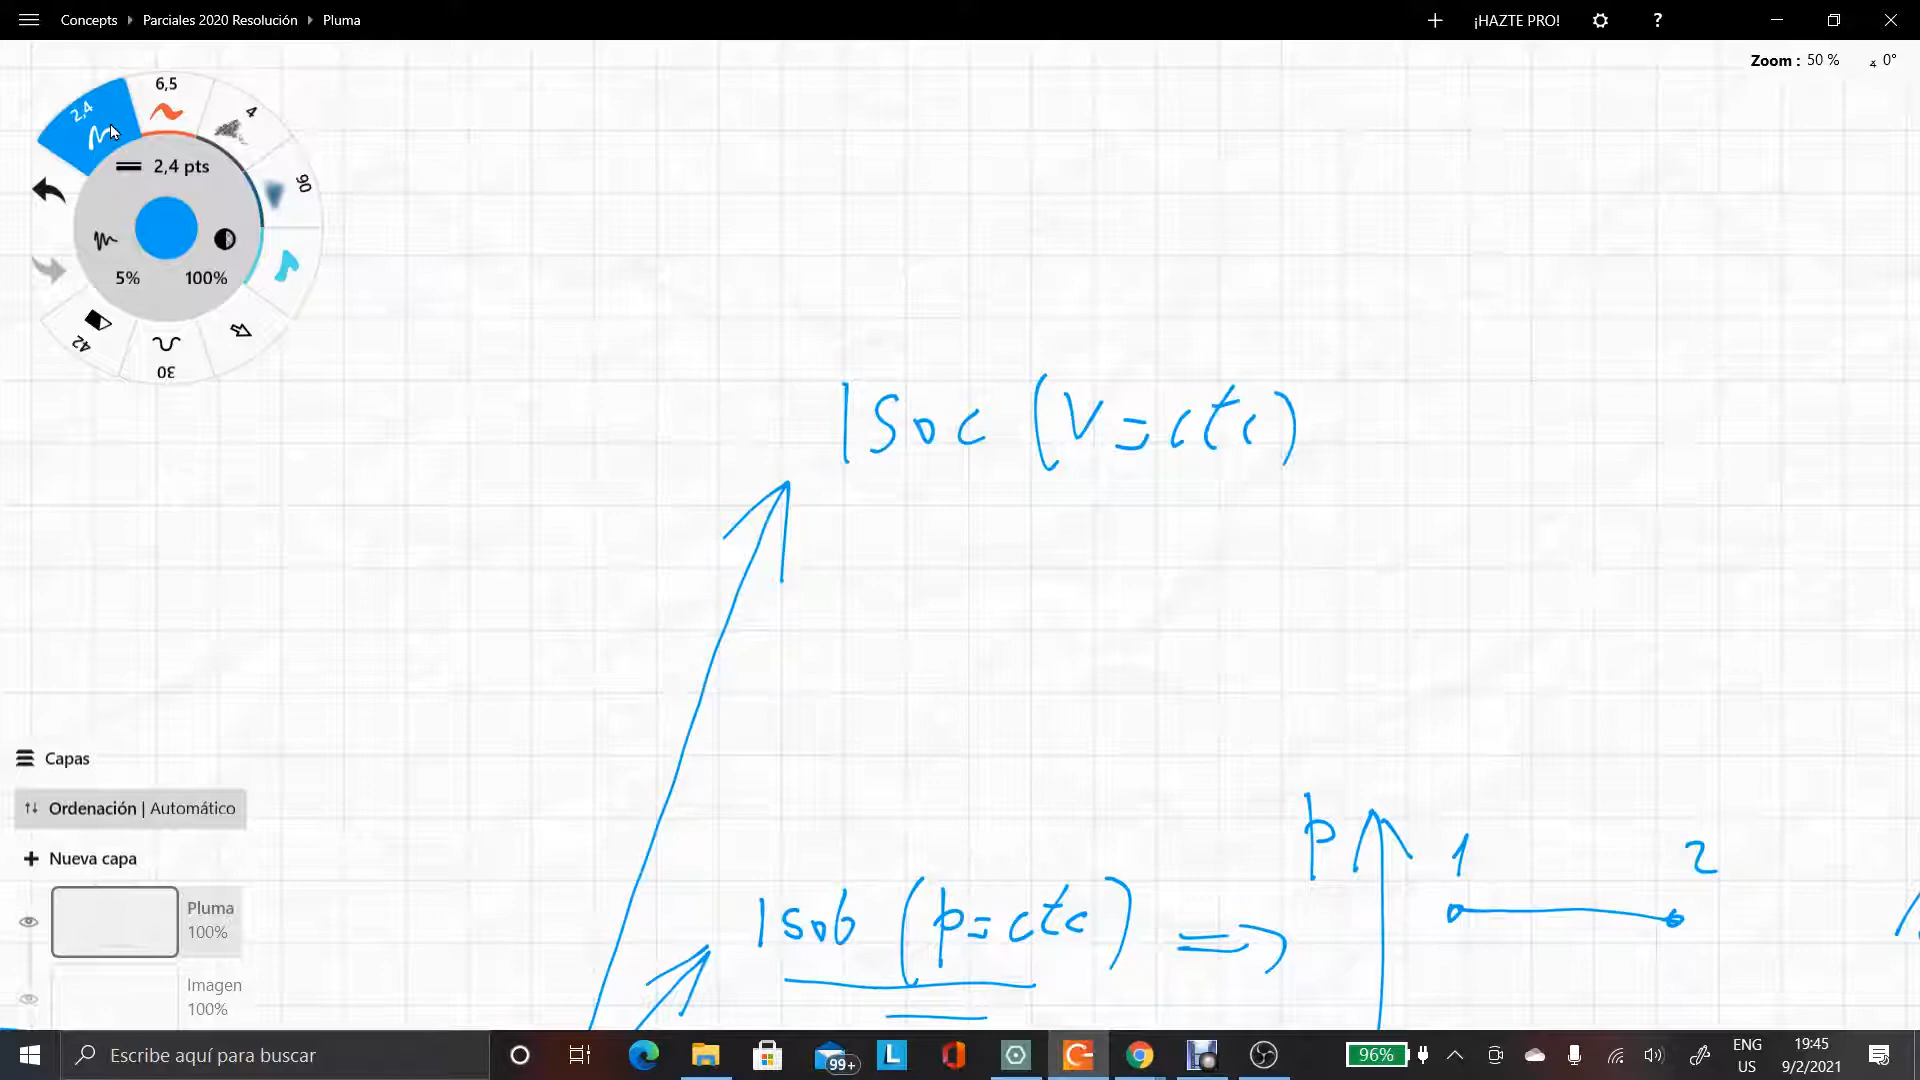 Concepts ▸ Parciales 2020 Resolución ▸ Pluma
¡HAZTE PRO!
?
Zoom : 50 % 0°
2,4
6,5
4
90
2,4 pts
5%
100%
42
30
Isoc (V=cte)
Capas
Ordenación | Automático
Nueva capa
Pluma
100%
Imagen
100%
p
1
2
Isob (p=cte) =>
Escribe aquí para buscar
99+
L
96%
ENG
US
19:45
9/2/2021